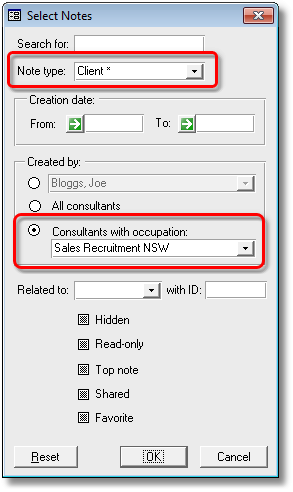 Select Notes
Search for:
Note type: Client *
Creation date:
From: To:
Created by:
Bloggs, Joe
All consultants
Consultants with occupation:
Sales Recruitment NSW
Related to: with ID:
Hidden
Read-only
Top note
Shared
Favorite
Reset OK Cancel